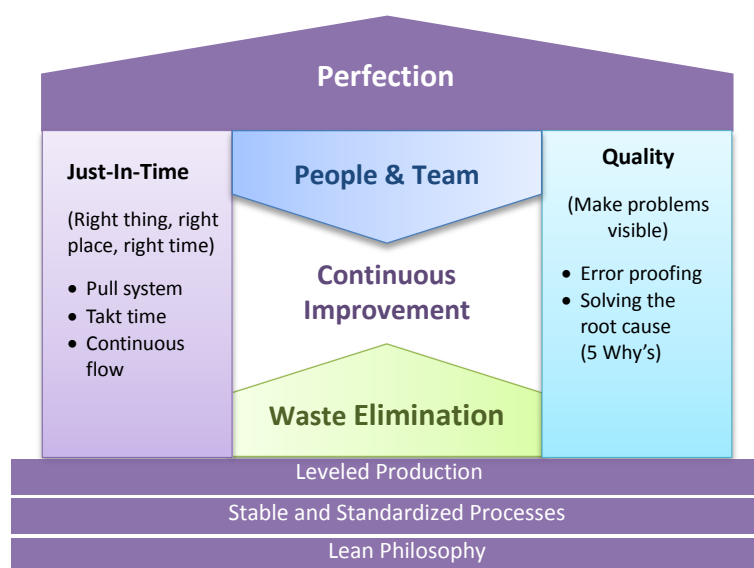 Perfection
Just-In-Time
(Right thing, right
place, right time)
• Pull system
• Takt time
• Continuous
flow
People & Team
Continuous
Improvement
Waste Elimination
Quality
(Make problems
visible)
• Error proofing
• Solving the
root cause
(5 Why's)
Leveled Production
Stable and Standardized Processes
Lean Philosophy